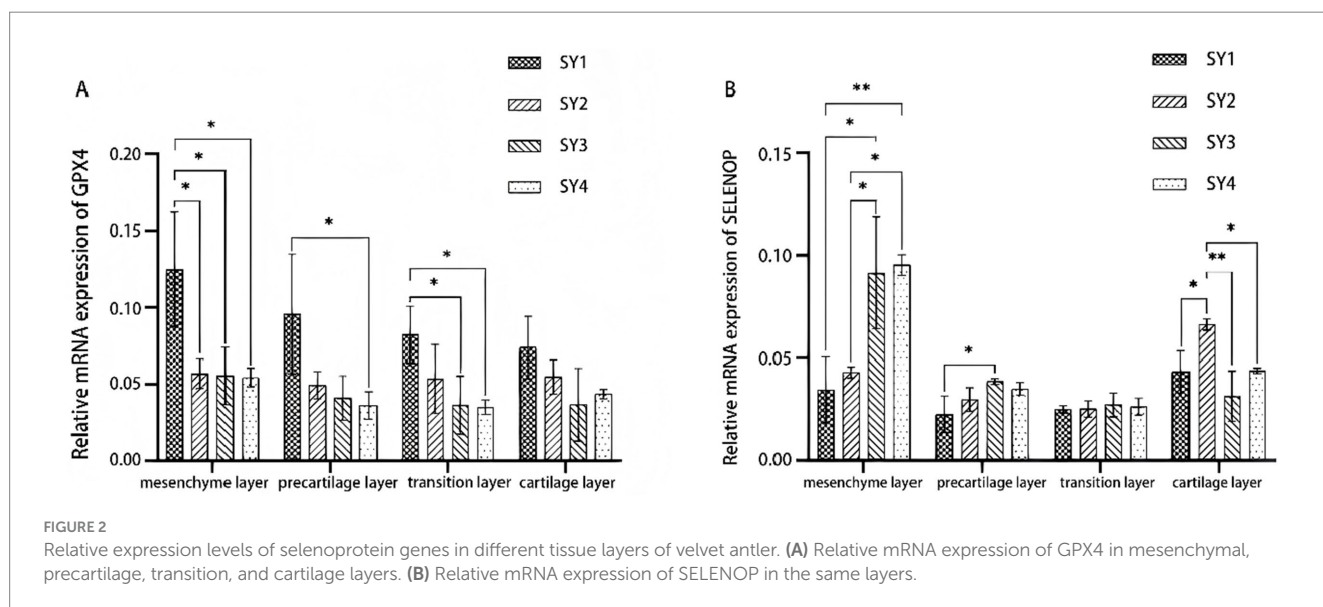 A
SY1
SY2
SY3
SY4
Relative mRNA expression of GPX4
0.20
0.15
0.10
0.05
0.00
*
*
*
*
*
*
mesenchyme layer
precartilage layer
transition layer
cartilage layer
B
SY1
SY2
SY3
SY4
Relative mRNA expression of SELENOP
0.15
0.10
0.05
0.00
**
*
*
*
*
*
**
*
mesenchyme layer
precartilage layer
transition layer
cartilage layer
FIGURE 2
Relative expression levels of selenoprotein genes in different tissue layers of velvet antler. (A) Relative mRNA expression of GPX4 in mesenchymal,
precartilage, transition, and cartilage layers. (B) Relative mRNA expression of SELENOP in the same layers.